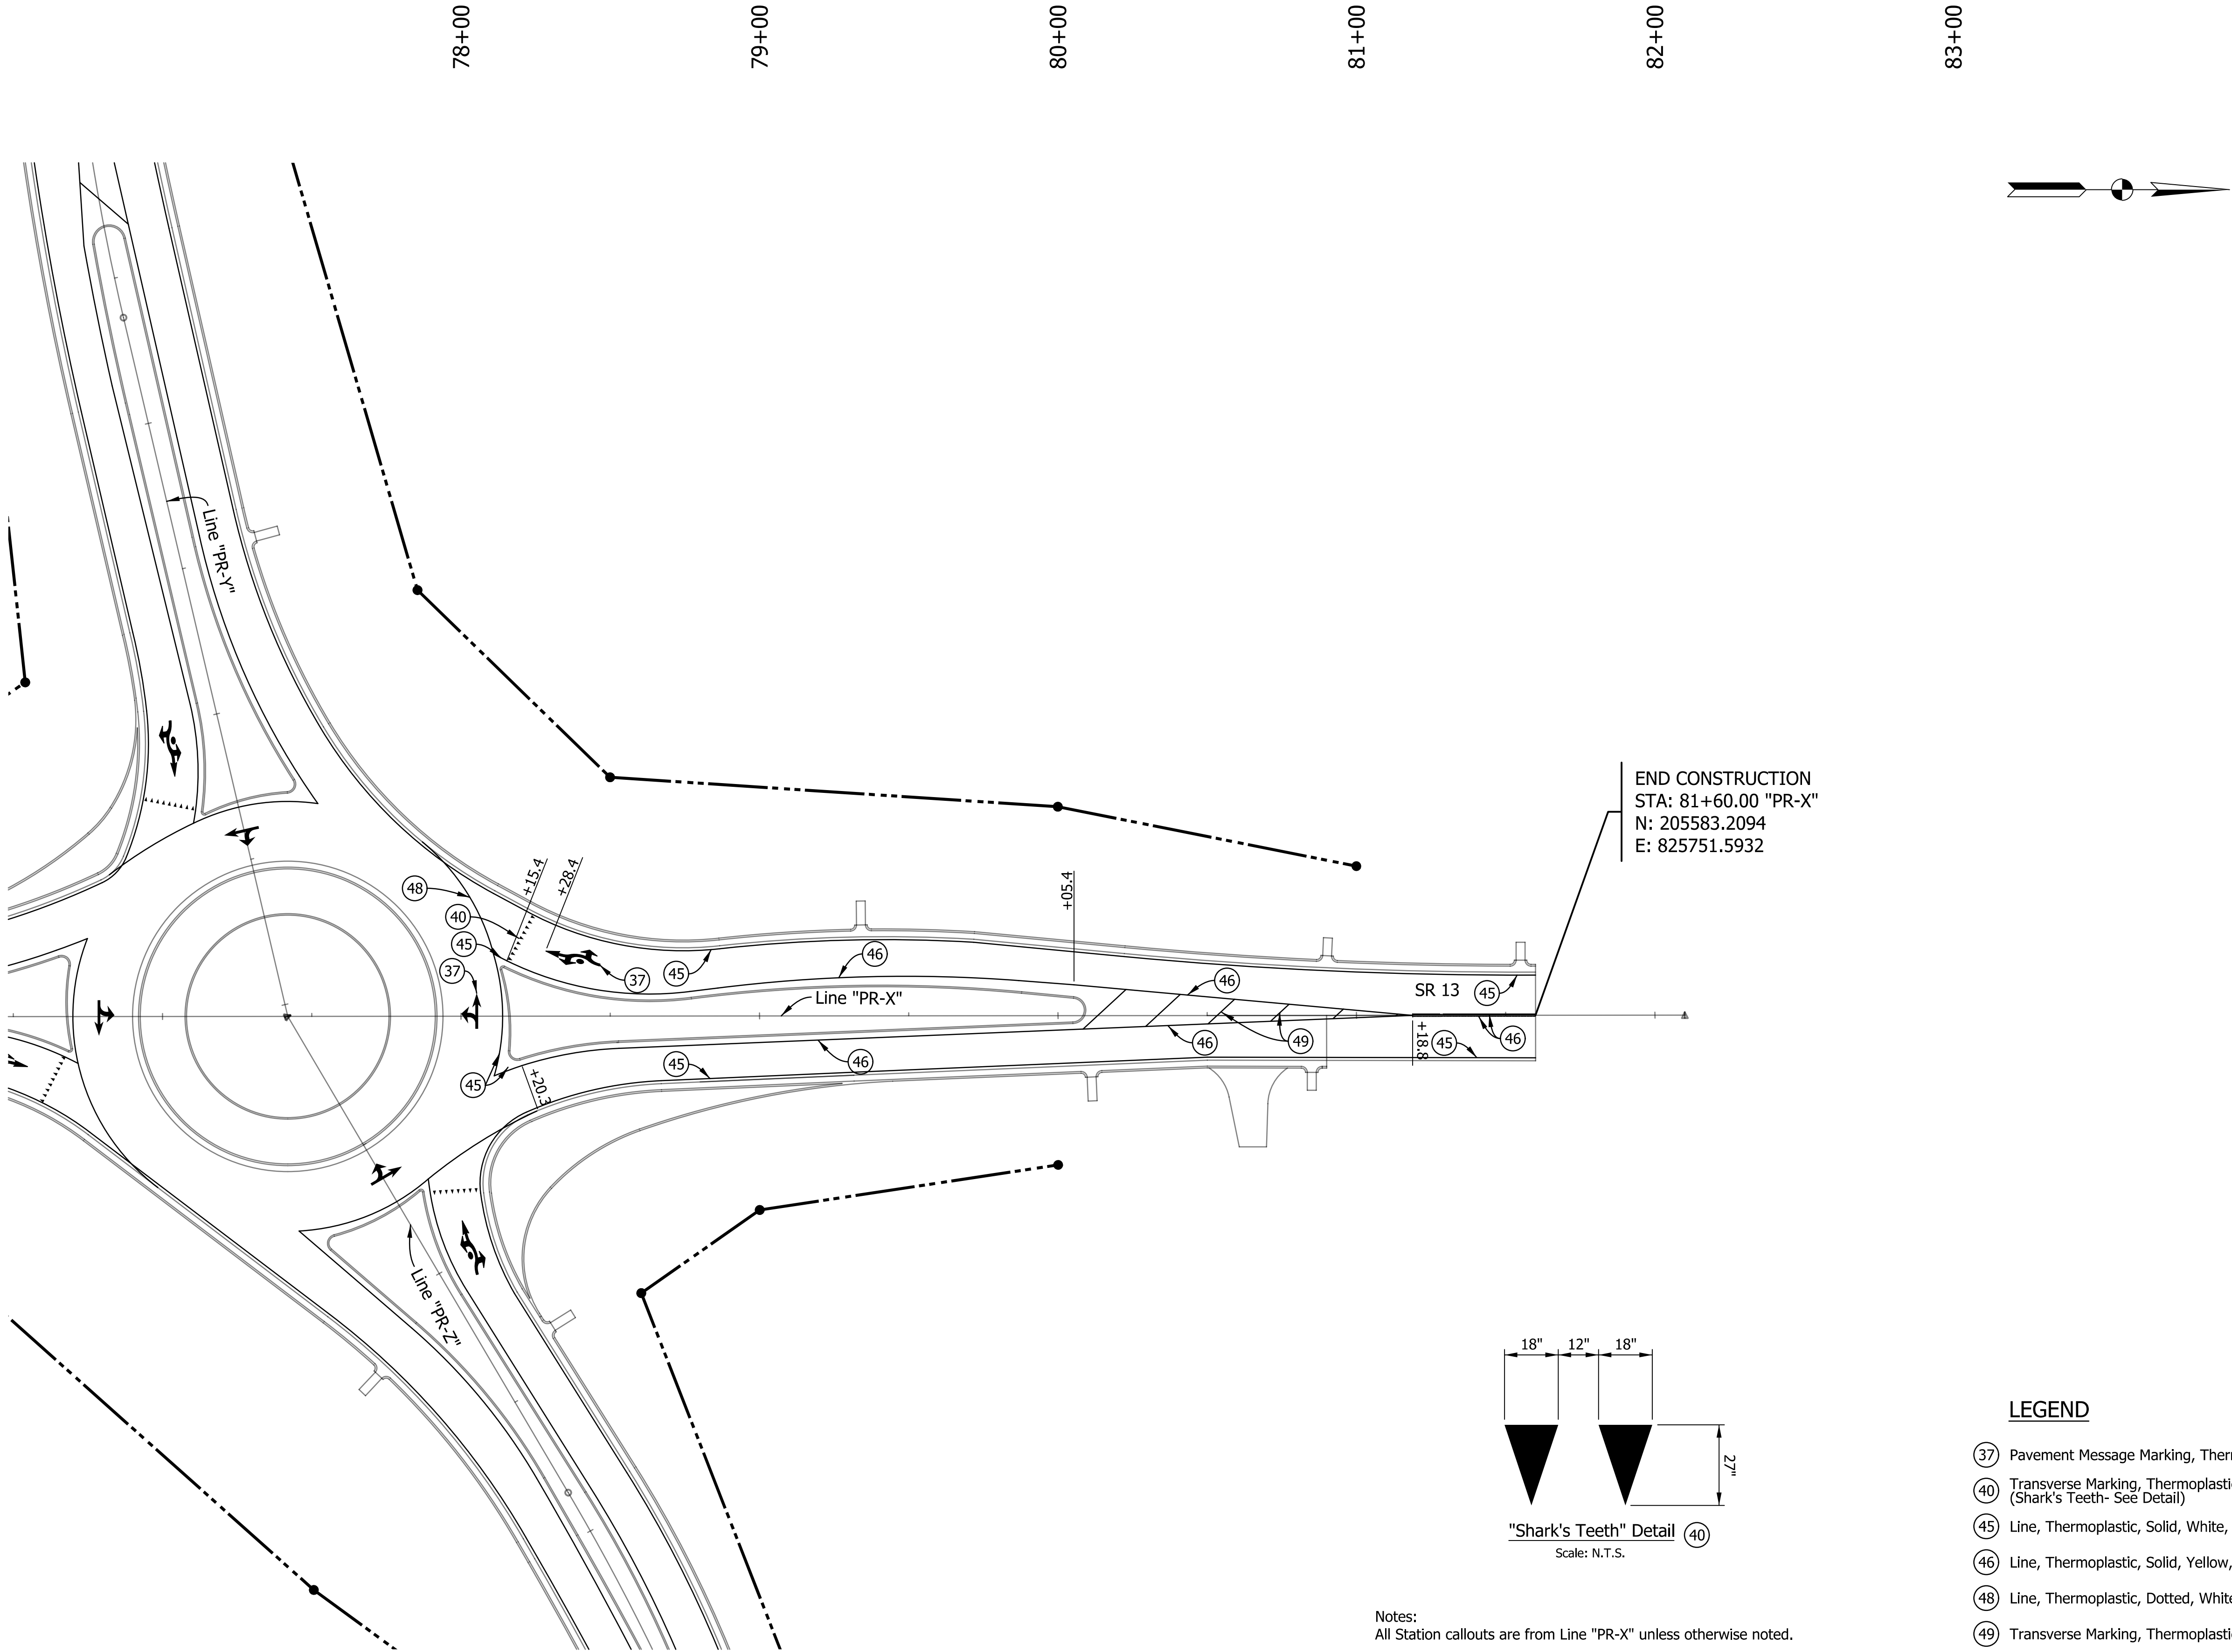 78+00
79+00
80+00
81+00
82+00
83+00
Line "PR-Y"
END CONSTRUCTION
STA: 81+60.00 "PR-X"
N: 205583.2094
E: 825751.5932
+15.4
+28.4
+05.4
48
40
45
37
46
45
37
46
Line "PR-X"
SR 13
45
46
49
46
45
+18.8
46
45
45
+20.3
Line "PR-Z"
18"
12"
18"
27"
"Shark's Teeth" Detail 40
Scale: N.T.S.
LEGEND
37 Pavement Message Marking,
40 Transverse Marking,
(Shark's Teeth- See Detail)
45 Line, Thermoplastic, Solid, White,
46 Line, Thermoplastic, Solid, Yellow,
48 Line, Thermoplastic, Dotted,
49 Transverse Marking,
Notes:
All Station callouts are from Line "PR-X" unless otherwise noted.